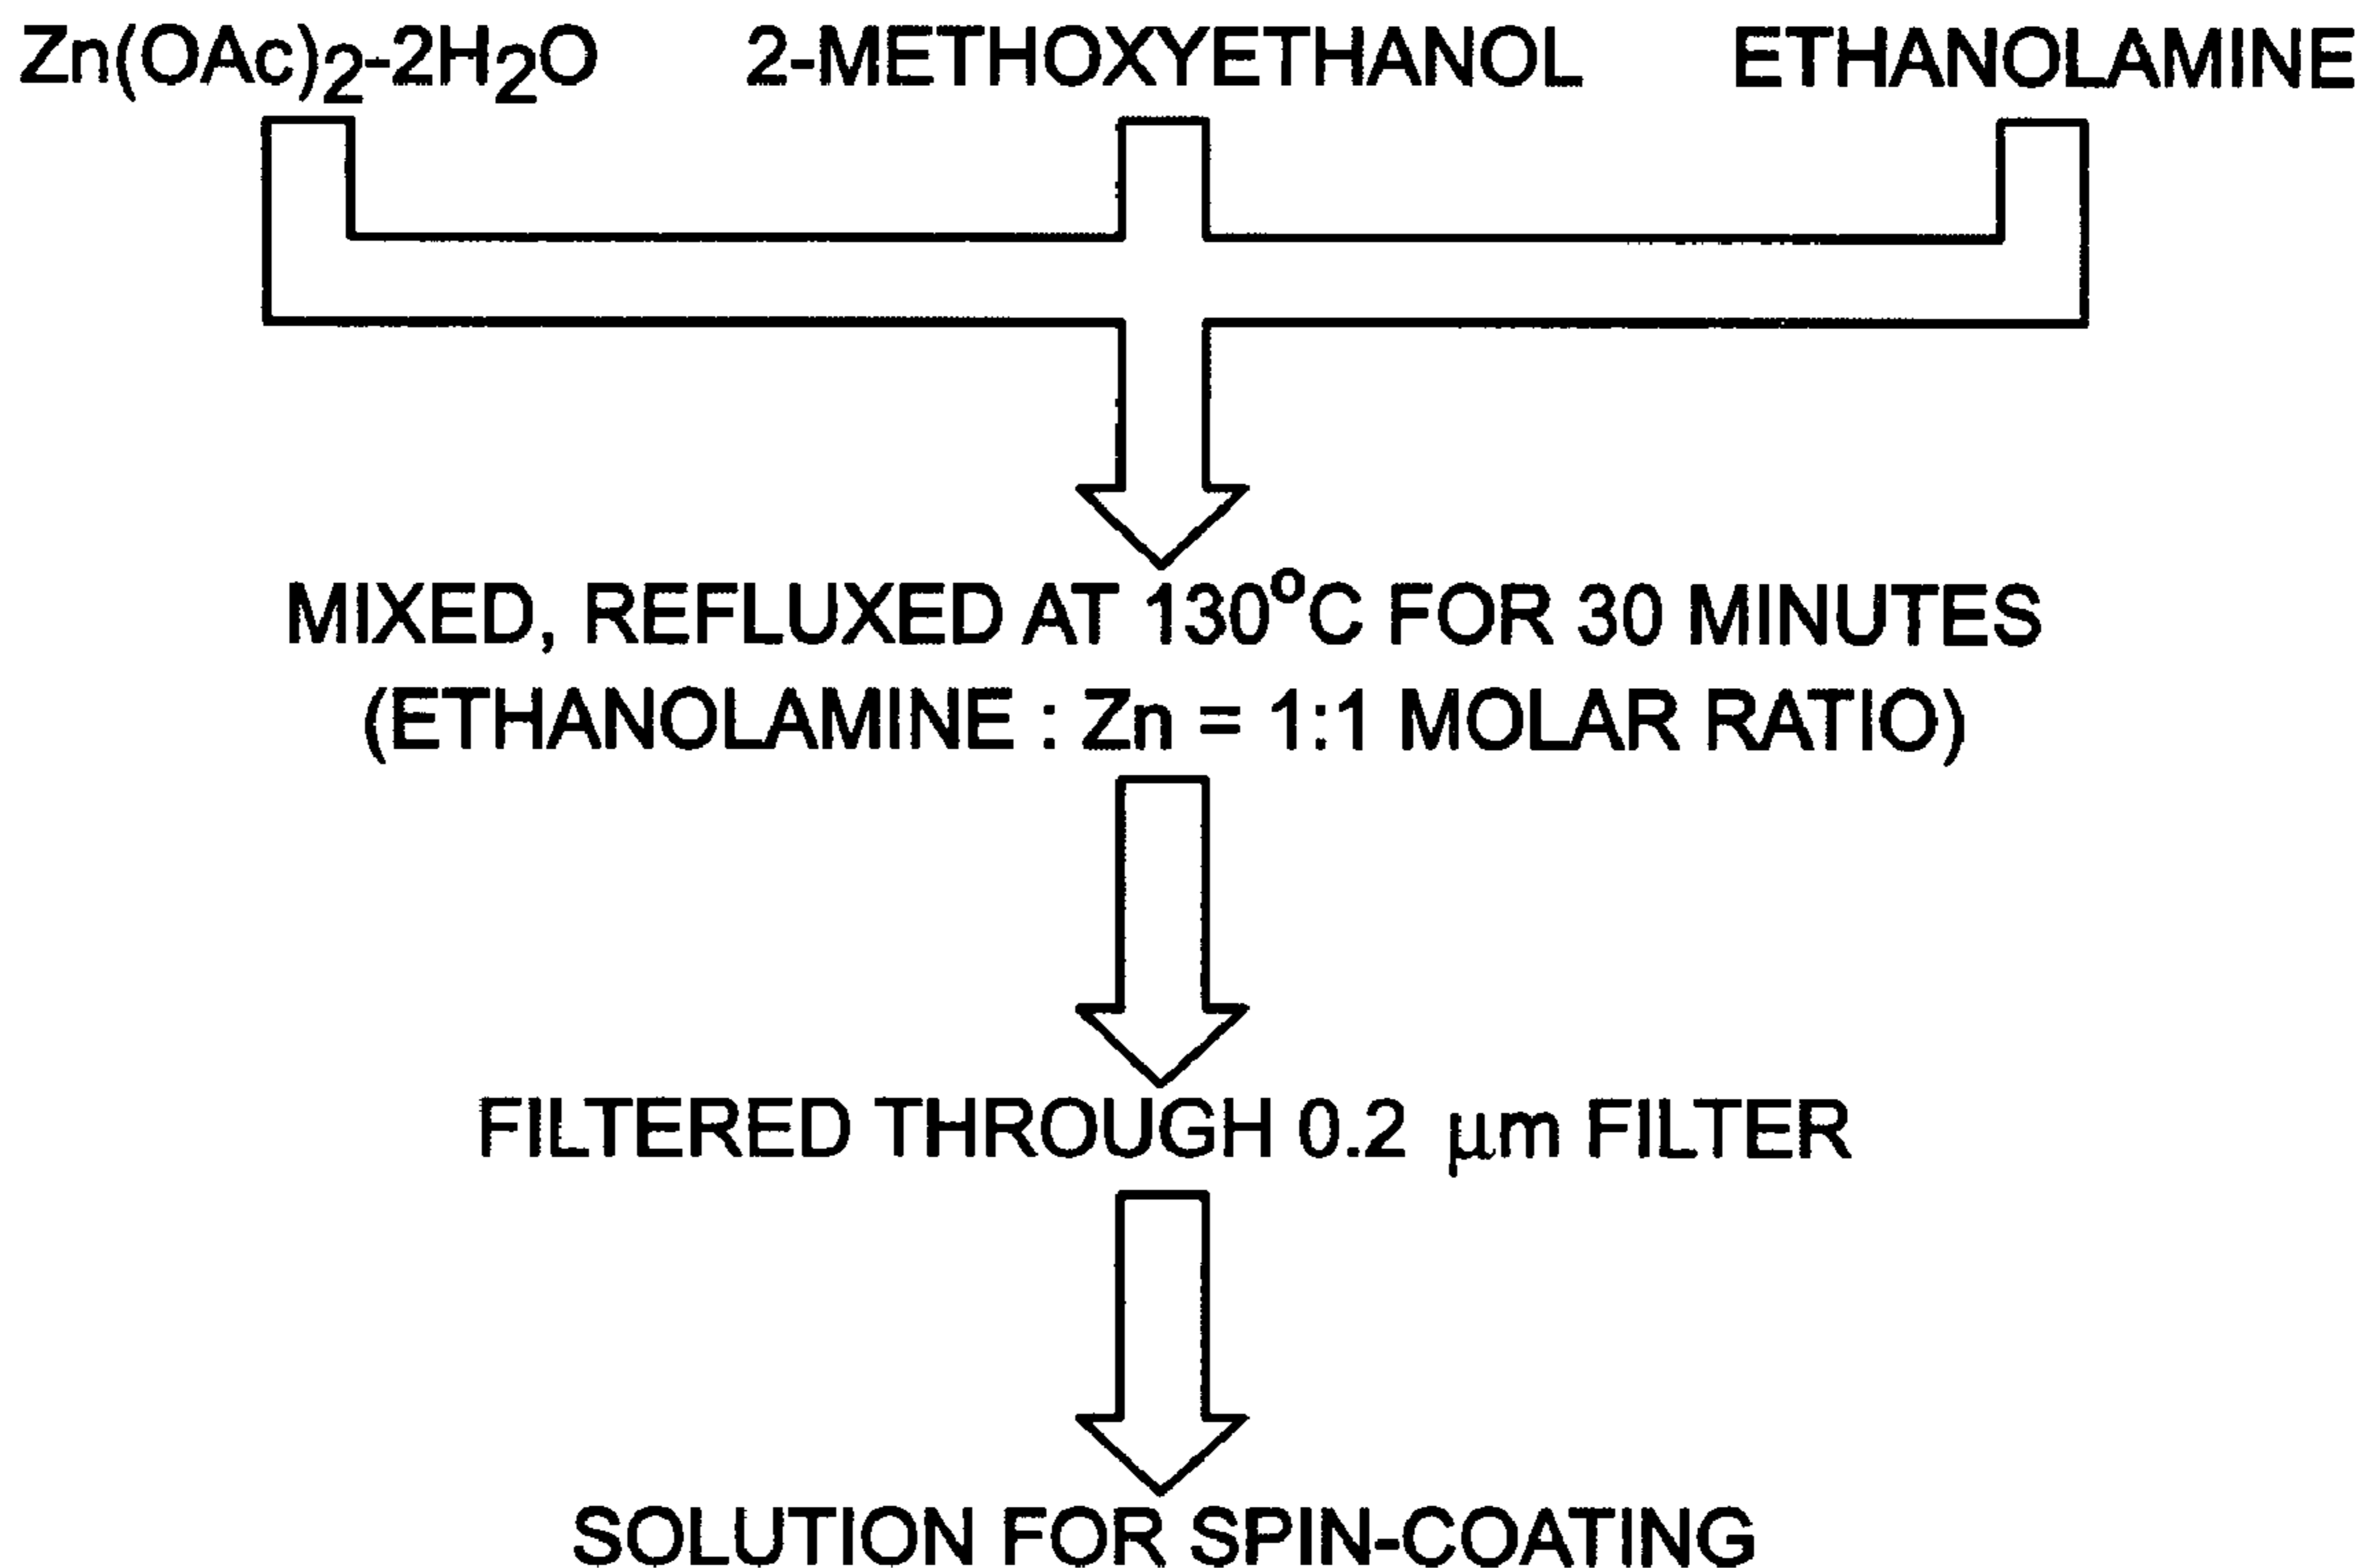 Zn(OAc)2-2H2O 2-METHOXYETHANOL ETHANOLAMINE
MIXED, REFLUXED AT 130°C FOR 30 MINUTES
(ETHANOLAMINE : Zn = 1:1 MOLAR RATIO)
FILTERED THROUGH 0.2 μm FILTER
SOLUTION FOR SPIN-COATING